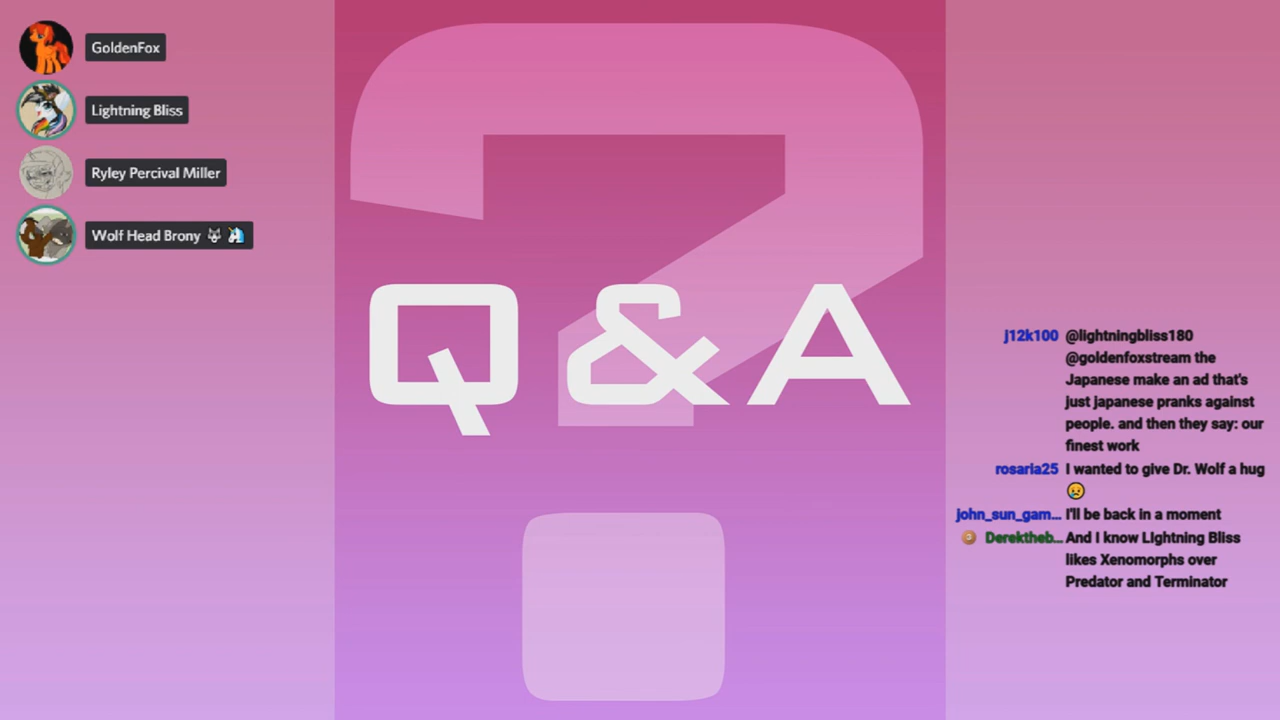 GoldenFox
Lightning Bliss
Ryley Percival Miller
Wolf Head Brony 🐺 🦄
Q & A
j12k100 @lightningbliss180
@goldenfoxstream the
Japanese make an ad that's
just japanese pranks against
people. and then they say: our
finest work
rosaria25 I wanted to give Dr. Wolf a hug
😢
john_sun_gam... I'll be back in a moment
Derektheb... And I know LIghtning Bliss
likes Xenomorphs over
Predator and Terminator